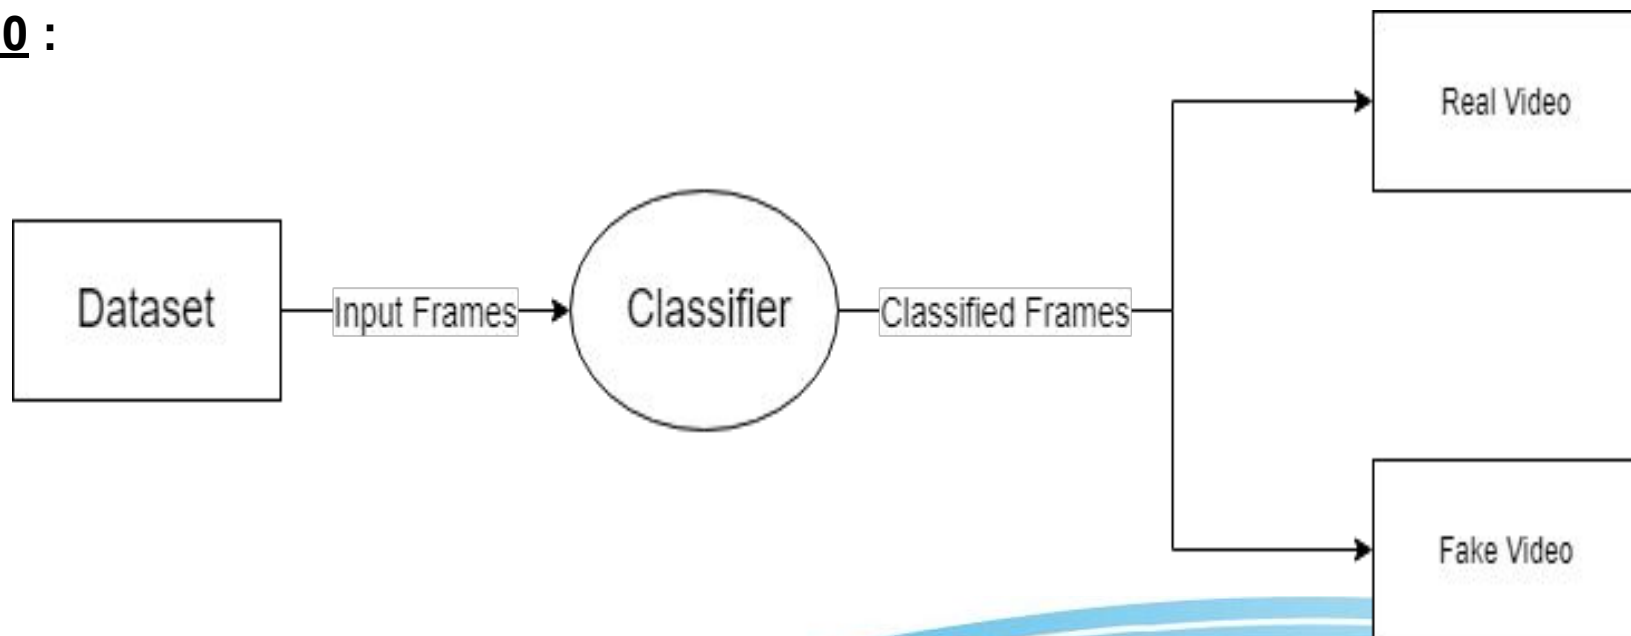 0 :
Real Video
Dataset
Input Frames
Classifier
Classified Frames
Fake Video